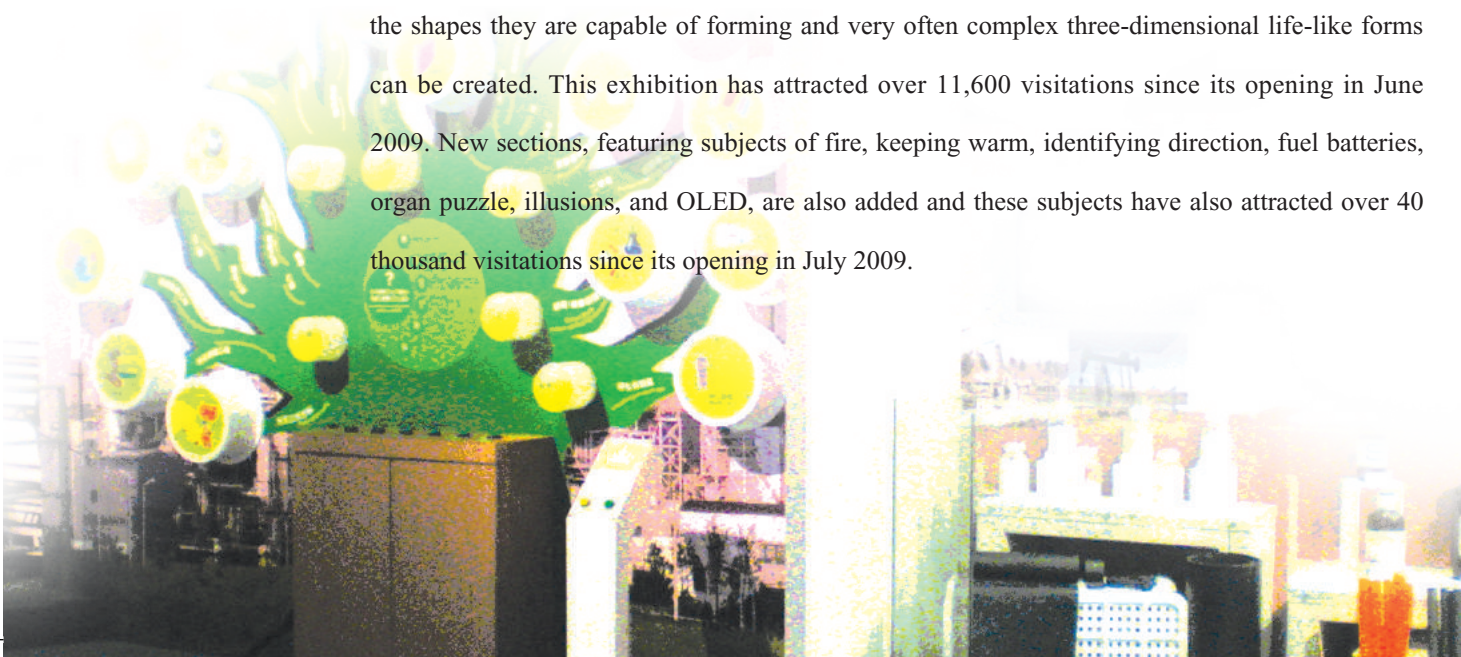 the shapes they are capable of forming and very often complex three-dimensional life-like forms
can be created. This exhibition has attracted over 11,600 visitations since its opening in June
2009. New sections, featuring subjects of fire, keeping warm, identifying direction, fuel batteries,
organ puzzle, illusions, and OLED, are also added and these subjects have also attracted over 40
thousand visitations since its opening in July 2009.
?